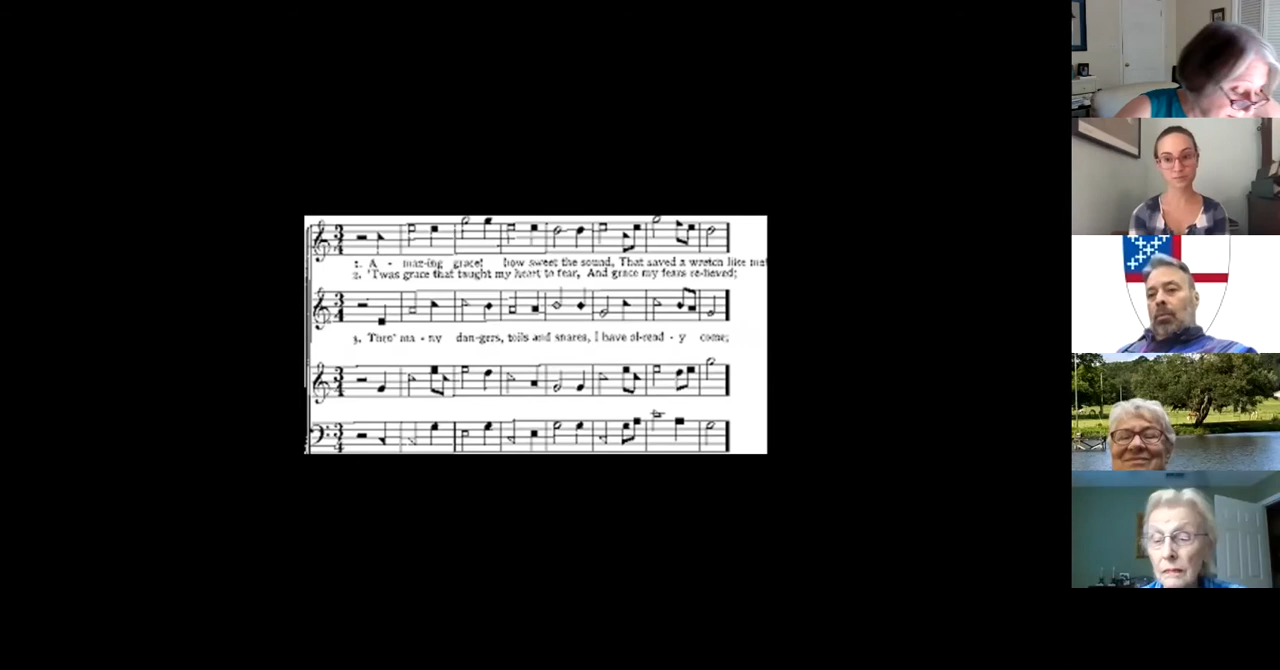 1. A - maz-ing grace! how sweet the sound, That saved a wretch like me!
2. 'Twas grace that taught my heart to fear, And grace my fears re-lieved;
3. Thro' ma - ny dan-gers, toils and snares, I have al-read - y come;